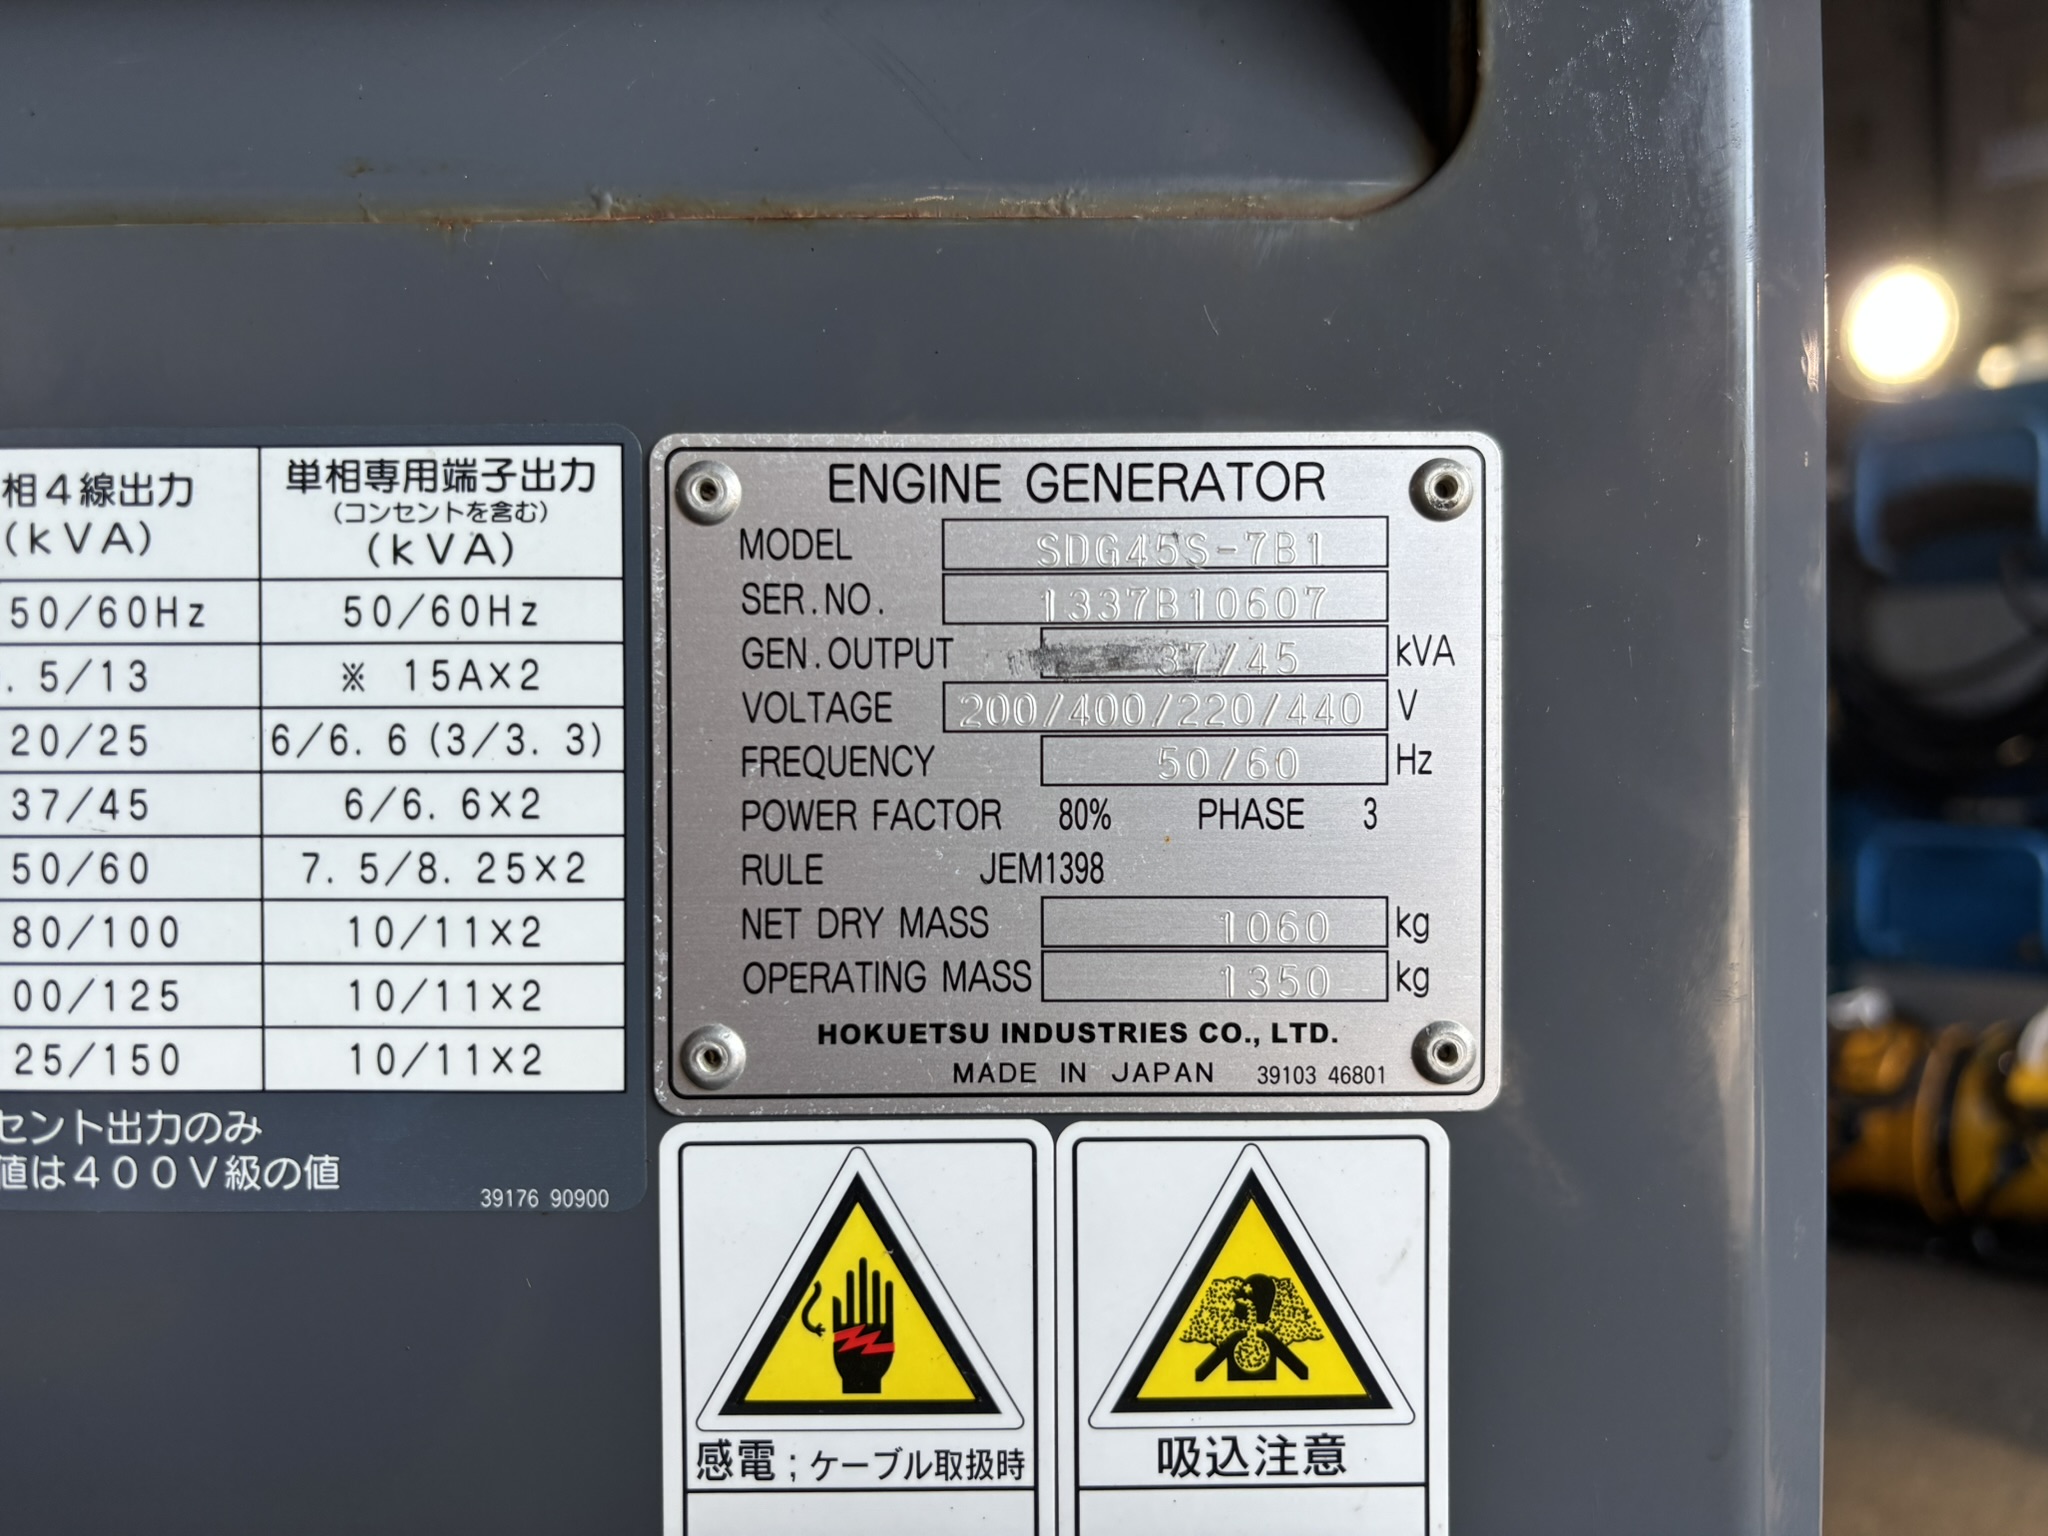 相4線出力
(kVA)
単相専用端子出力
(コンセントを含む)
(kVA)
50/60Hz 50/60Hz
. 5/13 ※ 15A×2
20/25 6/6. 6 (3/3. 3)
37/45 6/6. 6×2
50/60 7. 5/8. 25×2
80/100 10/11×2
00/125 10/11×2
25/150 10/11×2
セント出力のみ
値は400V級の値
39176 90900
ENGINE GENERATOR
MODEL SDG45S-7B1
SER.NO. 1337B10607
GEN.OUTPUT 37/45 kVA
VOLTAGE 200/400/220/440 V
FREQUENCY 50/60 Hz
POWER FACTOR 80% PHASE 3
RULE JEM1398
NET DRY MASS 1060 kg
OPERATING MASS 1350 kg
HOKUETSU INDUSTRIES CO., LTD.
MADE IN JAPAN 39103 46801
感電；ケーブル取扱時
吸込注意